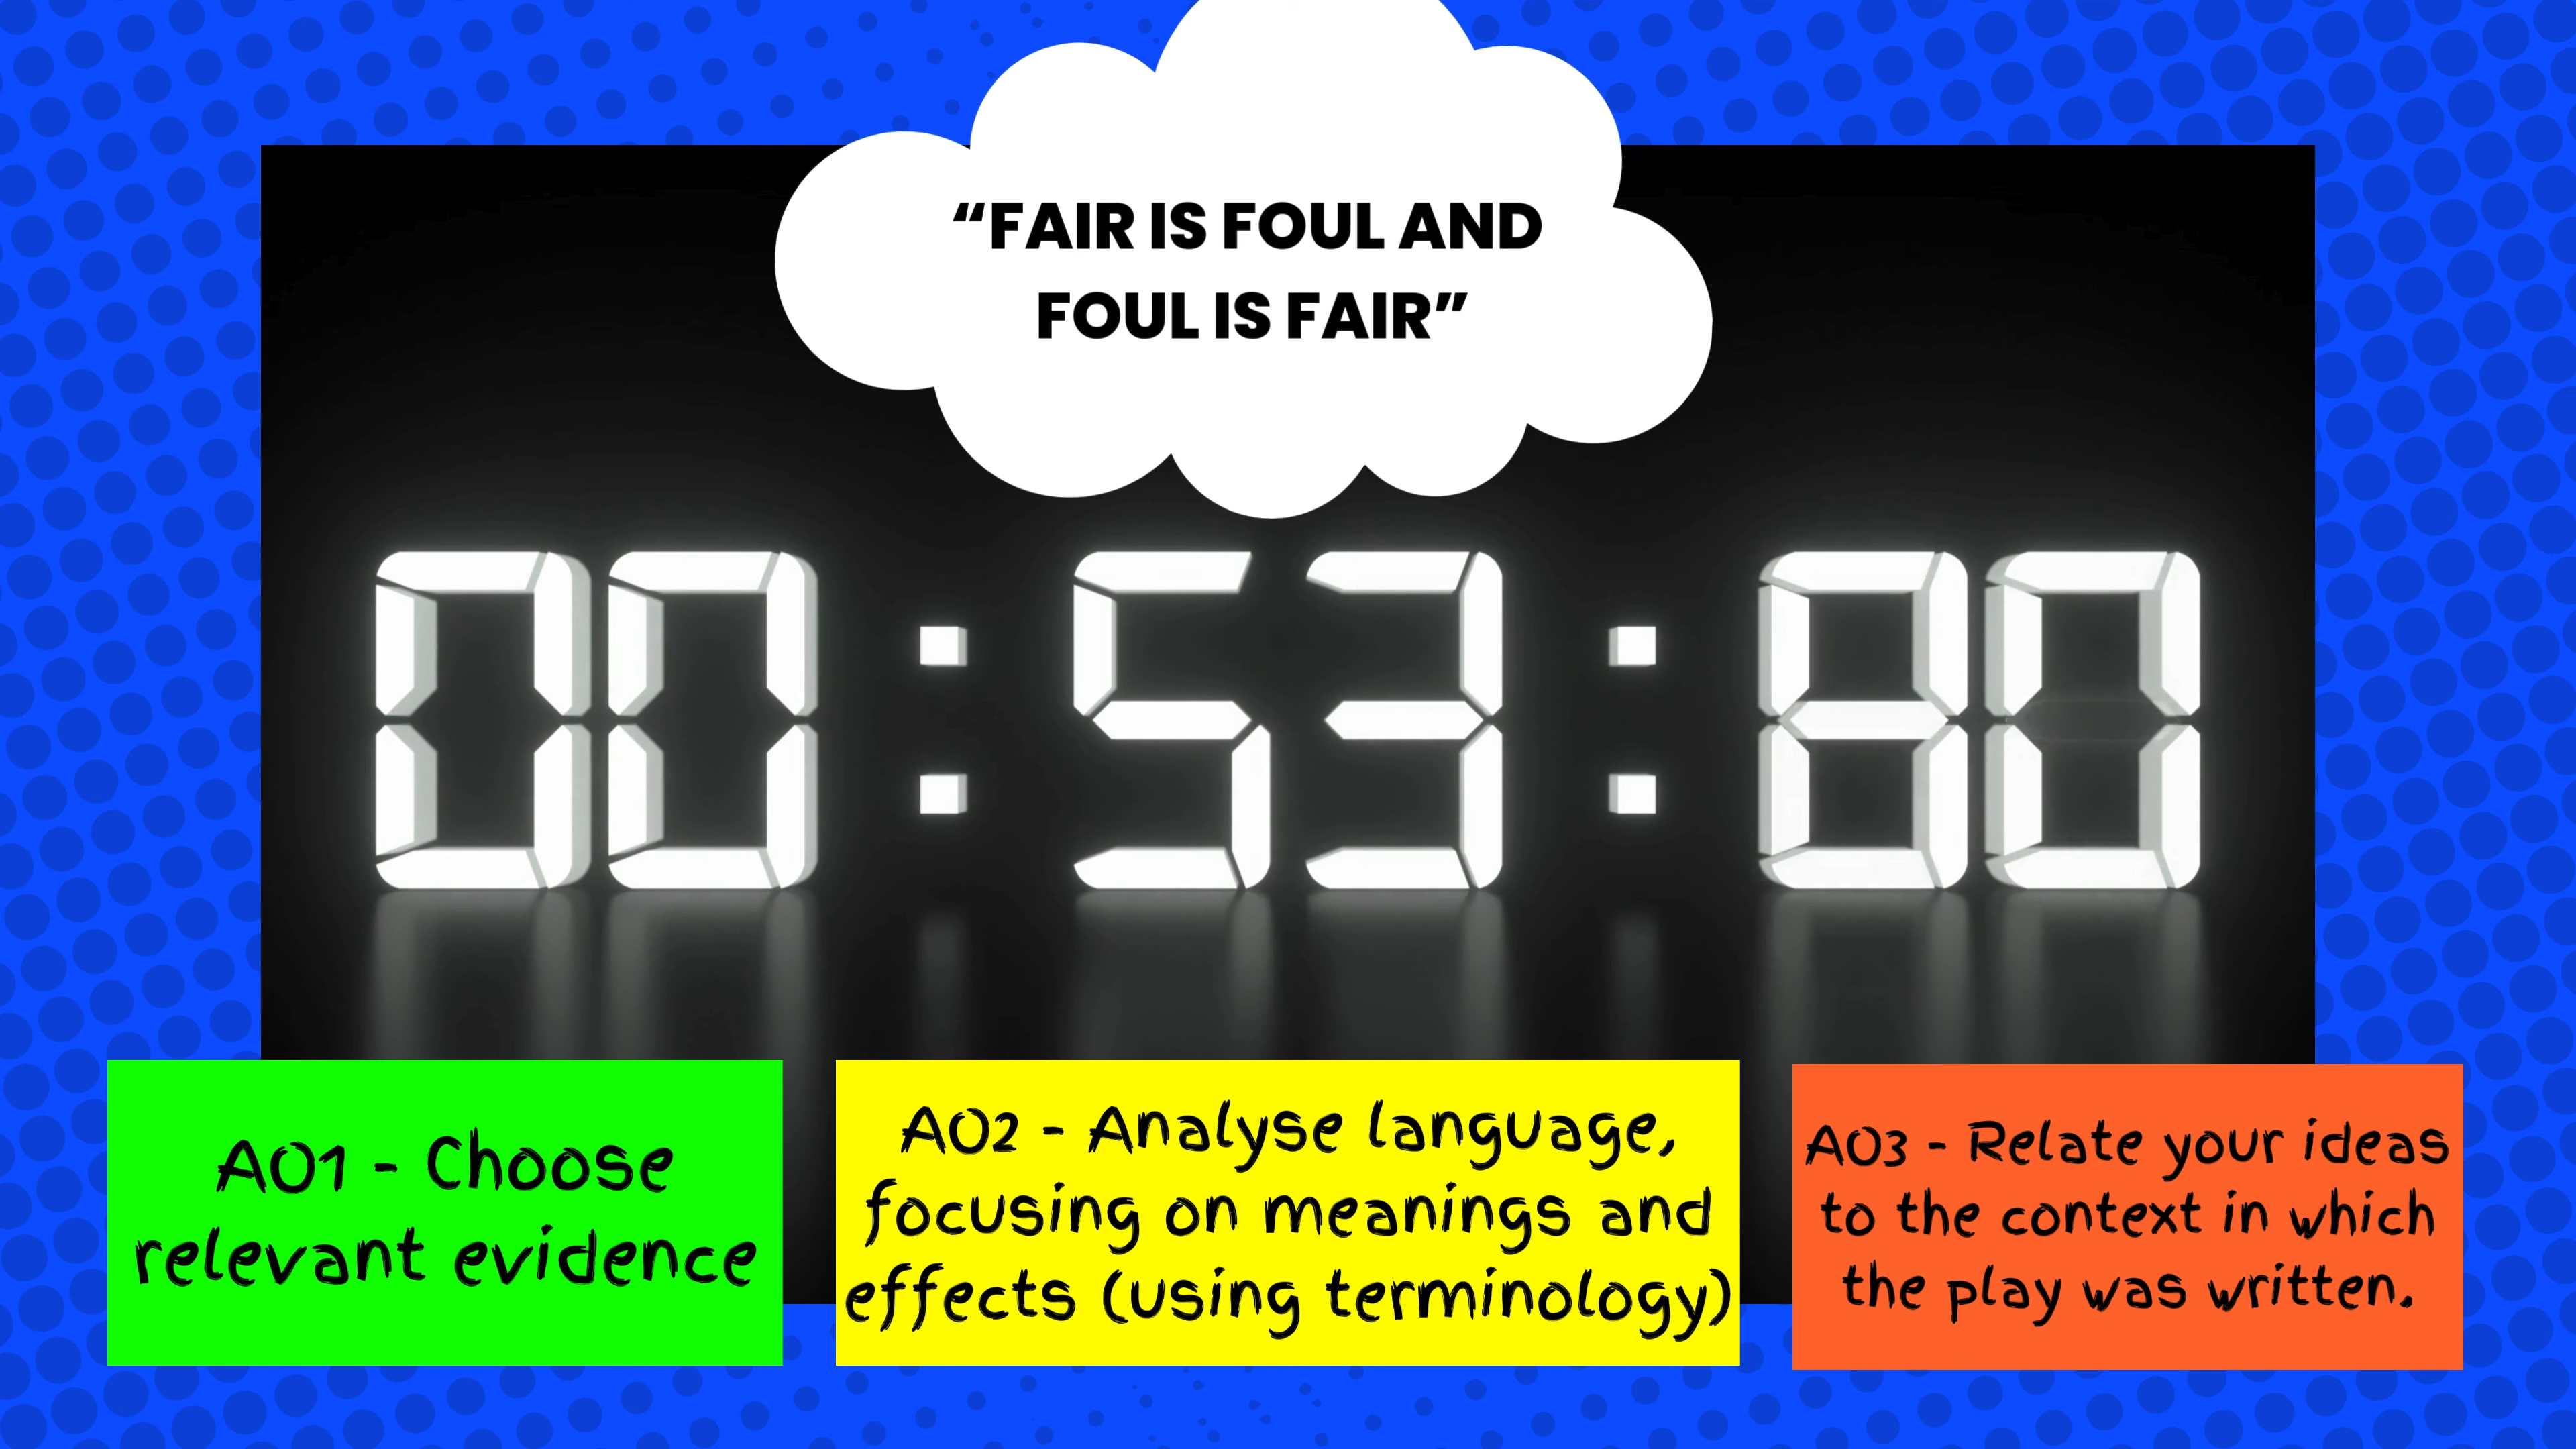 “FAIR IS FOUL AND
FOUL IS FAIR”
00:53:80
AO1 - Choose
relevant evidence
AO2 - Analyse language,
focusing on meanings and
effects (using terminology)
AO3 - Relate your ideas
to the context in which
the play was written.